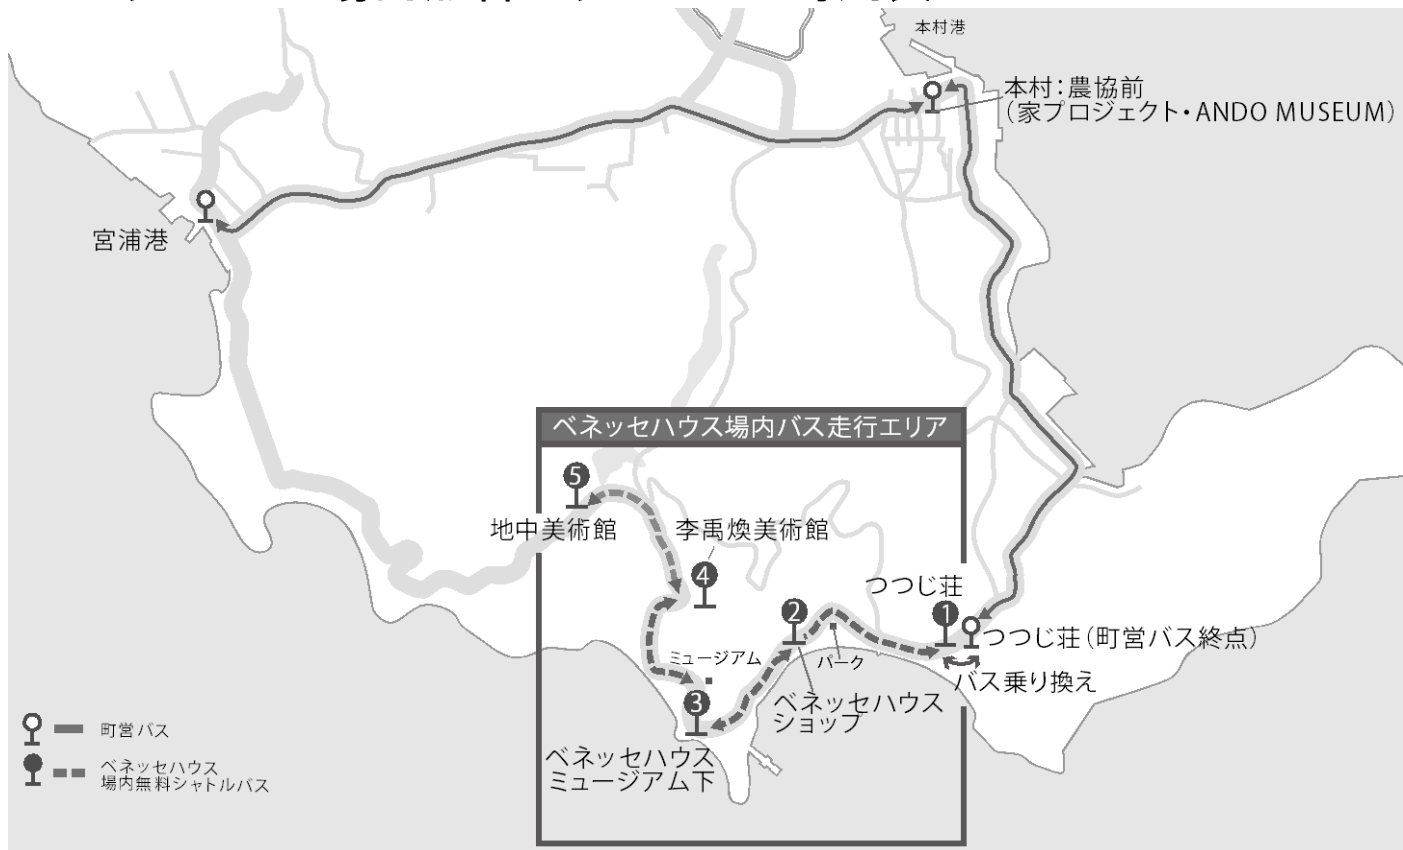 本村港
本村:農協前
(家プロジェクト・ANDO MUSEUM)
宮浦港
ベネッセハウス場内バス走行エリア
5
地中美術館
李禹煥美術館
4
つつじ荘
2
1
つつじ荘(町営バス終点)
ミュージアム
パーク
バス乗り換え
3
ベネッセハウス
ショップ
町営バス
ベネッセハウス
ミュージアム下
ベネッセハウス
場内無料シャトルバス